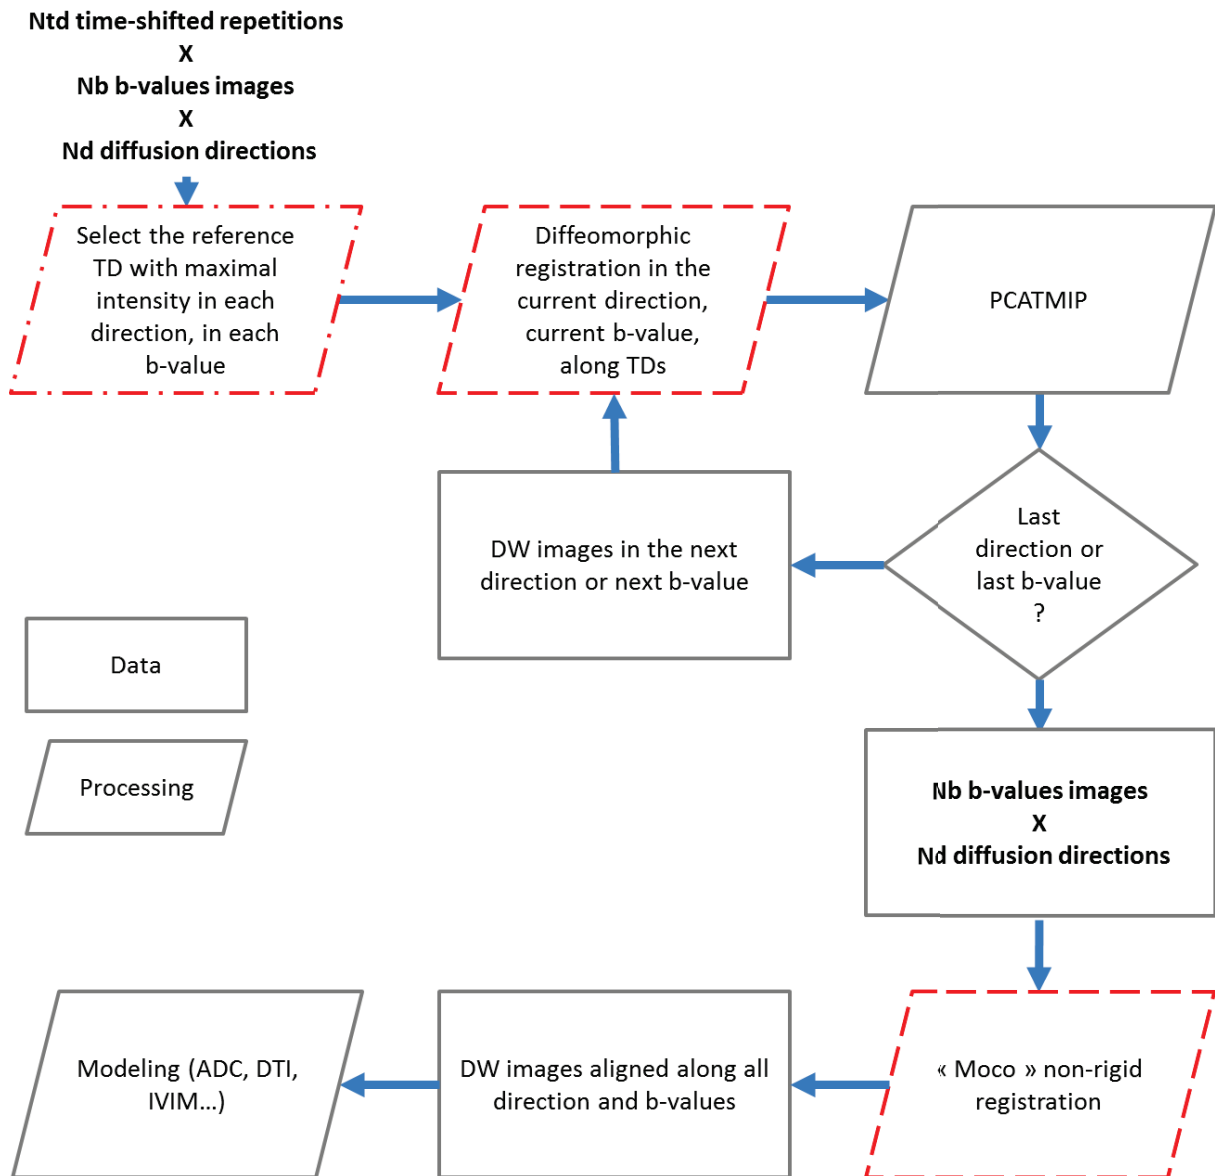 Ntd time-shifted repetitions
X
Nb b-values images
X
Nd diffusion directions
Select the reference
TD with maximal
intensity in each
direction, in each
b-value
Diffeomorphic
registration in the
current direction,
current b-value,
along TDs
PCATMIP
Last
direction or
last b-value
?
DW images in the next
direction or next b-value
Data
Processing
Nb b-values images
X
Nd diffusion directions
« Moco » non-rigid
registration
DW images aligned along all
direction and b-values
Modeling (ADC, DTI,
IVIM...)